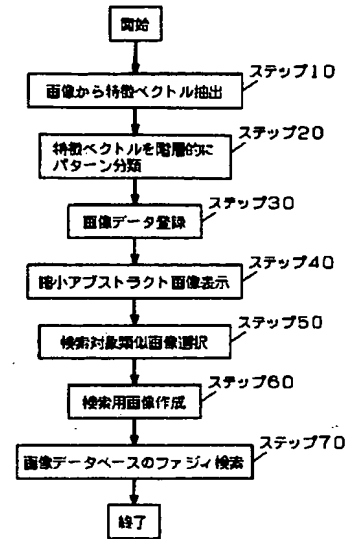 開始
ステップ10
画像から特徴ベクトル抽出
ステップ20
特徴ベクトルを階層的に
パターン分類
ステップ30
画像データ登録
ステップ40
縮小アブストラクト画像表示
ステップ50
検索対象類似画像選択
ステップ60
検索用画像作成
ステップ70
画像データベースのファジィ検索
終了